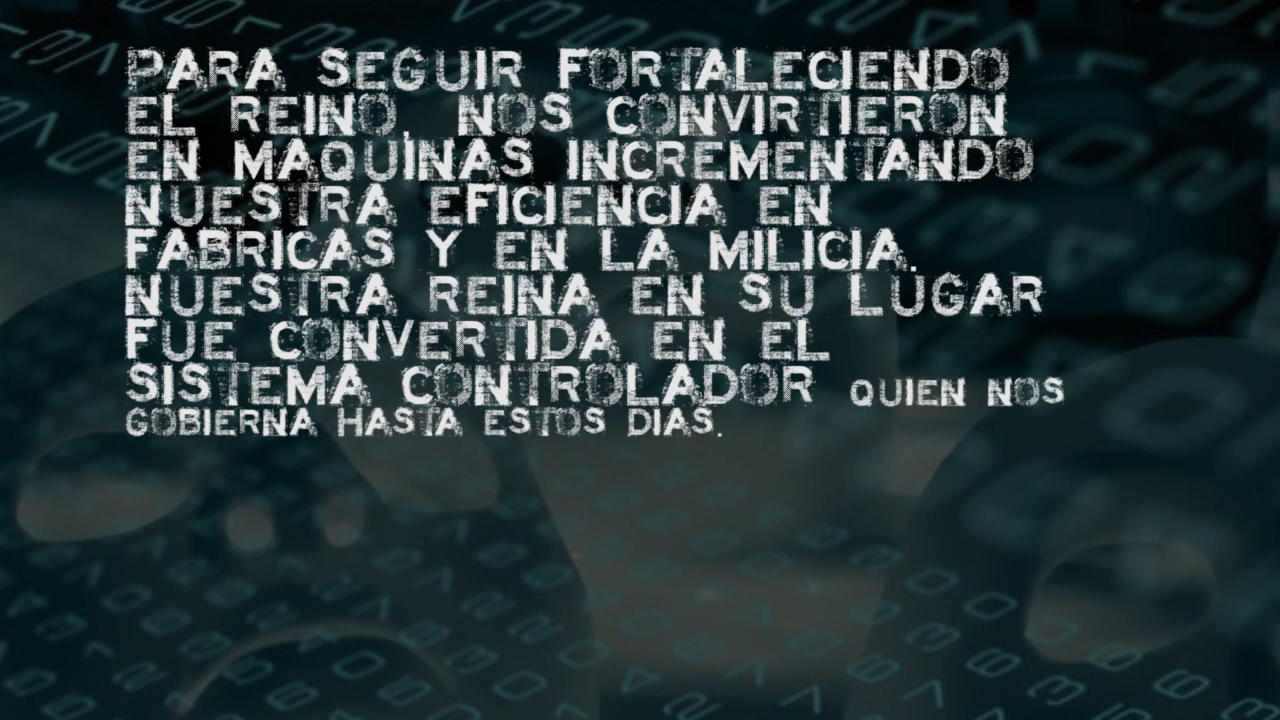 PARA SEGUIR FORTALECIENDO
EL REINO, NOS CONVIRTIERON
EN MAQUINAS INCREMENTANDO
NUESTRA EFICIENCIA EN
FABRICAS Y EN LA MILICIA.
NUESTRA REINA EN SU LUGAR
FUE CONVERTIDA EN EL
SISTEMA CONTROLADOR QUIEN NOS
GOBIERNA HASTA ESTOS DIAS.